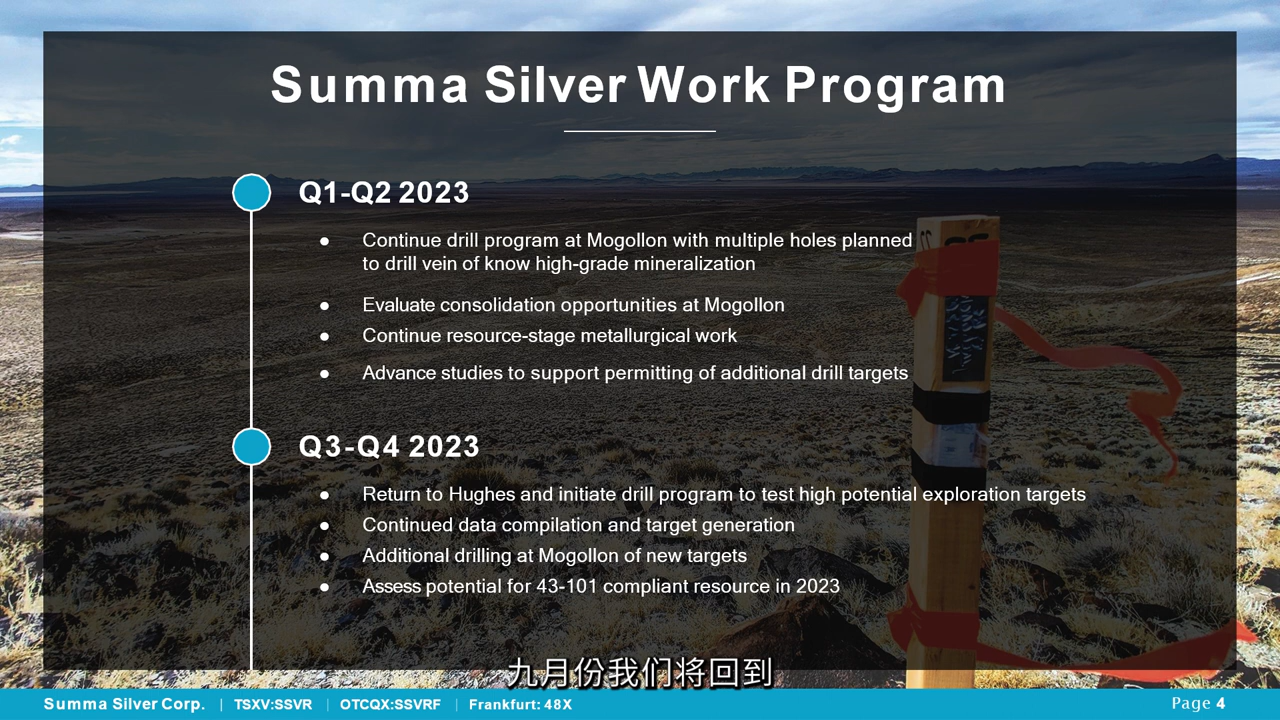 Summa Silver Work Program
Q1-Q2 2023
● Continue drill program at Mogollon with multiple holes planned
to drill vein of know high-grade mineralization
● Evaluate consolidation opportunities at Mogollon
● Continue resource-stage metallurgical work
● Advance studies to support permitting of additional drill targets
Q3-Q4 2023
● Return to Hughes and initiate drill program to test high potential exploration targets
● Continued data compilation and target generation
● Additional drilling at Mogollon of new targets
● Assess potential for 43-101 compliant resource in 2023
九月份我们将回到
Summa Silver Corp. | TSXV:SSVR | OTCQX:SSVRF | Frankfurt: 48X Page 4